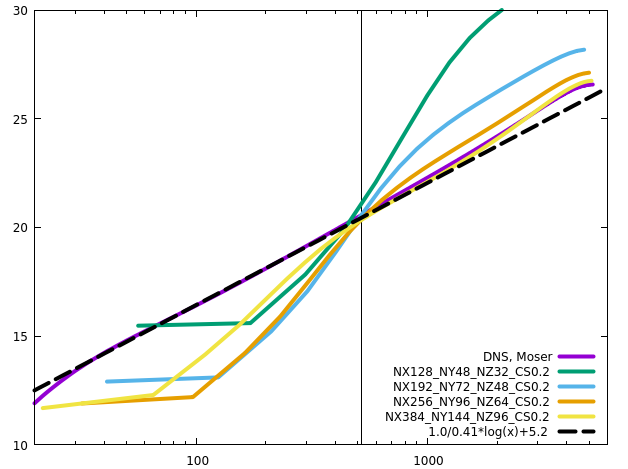 30
25
20
15
10
100
1000
DNS, Moser
NX128_NY48_NZ32_CS0.2
NX192_NY72_NZ48_CS0.2
NX256_NY96_NZ64_CS0.2
NX384_NY144_NZ96_CS0.2
1.0/0.41*log(x)+5.2